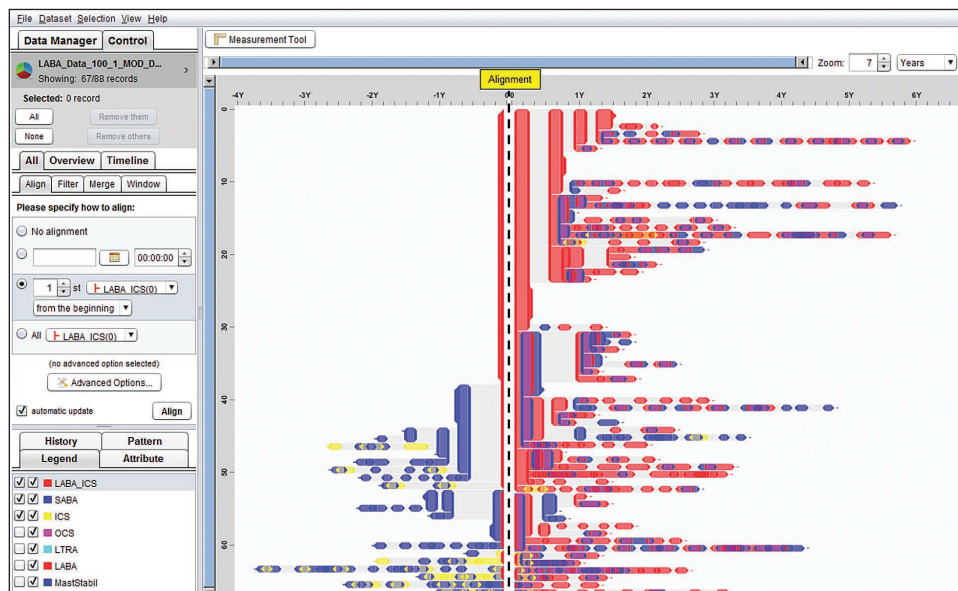 File Dataset Selection View Help
Data Manager Control
LABA_Data_100_1_MOD_D...
Showing: 67/88 records
Selected: 0 record
All Remove them
None Remove others
All Overview Timeline
Align Filter Merge Window
Please specify how to align:
No alignment
00:00:00
1 st LABA_ICS(0)
from the beginning
All LABA_ICS(0)
(no advanced option selected)
Advanced Options...
automatic update Align
History Pattern
Legend Attribute
LABA_ICS
SABA
ICS
OCS
LTRA
LABA
MastStabil
Measurement Tool
Zoom: 7 Years
Alignment
-4Y -3Y -2Y -1Y 00 1Y 2Y 3Y 4Y 5Y 6Y
0
10
20
30
40
50
60